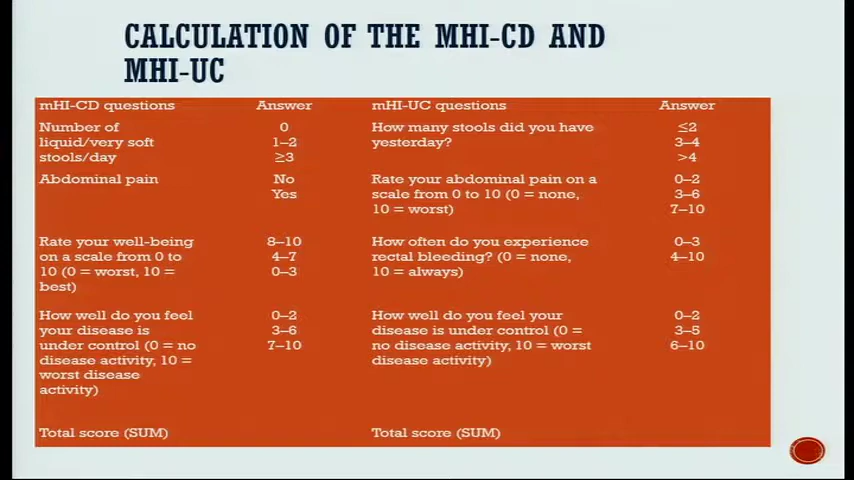 CALCULATION OF THE MHI-CD AND
MHI-UC
mHI-CD questions Answer mHI-UC questions Answer
Number of 0 How many stools did you have ≤2
liquid/very soft 1–2 yesterday? 3–4
stools/day ≥3 >4
Abdominal pain No Rate your abdominal pain on a 0–2
Yes scale from 0 to 10 (0 = none, 3–6
10 = worst) 7–10
Rate your well-being 8–10 How often do you experience 0–3
on a scale from 0 to 4–7 rectal bleeding? (0 = none, 4–10
10 (0 = worst, 10 = 0–3 10 = always)
best)
How well do you feel 0–2 How well do you feel your 0–2
your disease is 3–6 disease is under control (0 = 3–5
under control (0 = no 7–10 no disease activity, 10 = worst 6–10
disease activity, 10 = disease activity)
worst disease
activity)
Total score (SUM) Total score (SUM)